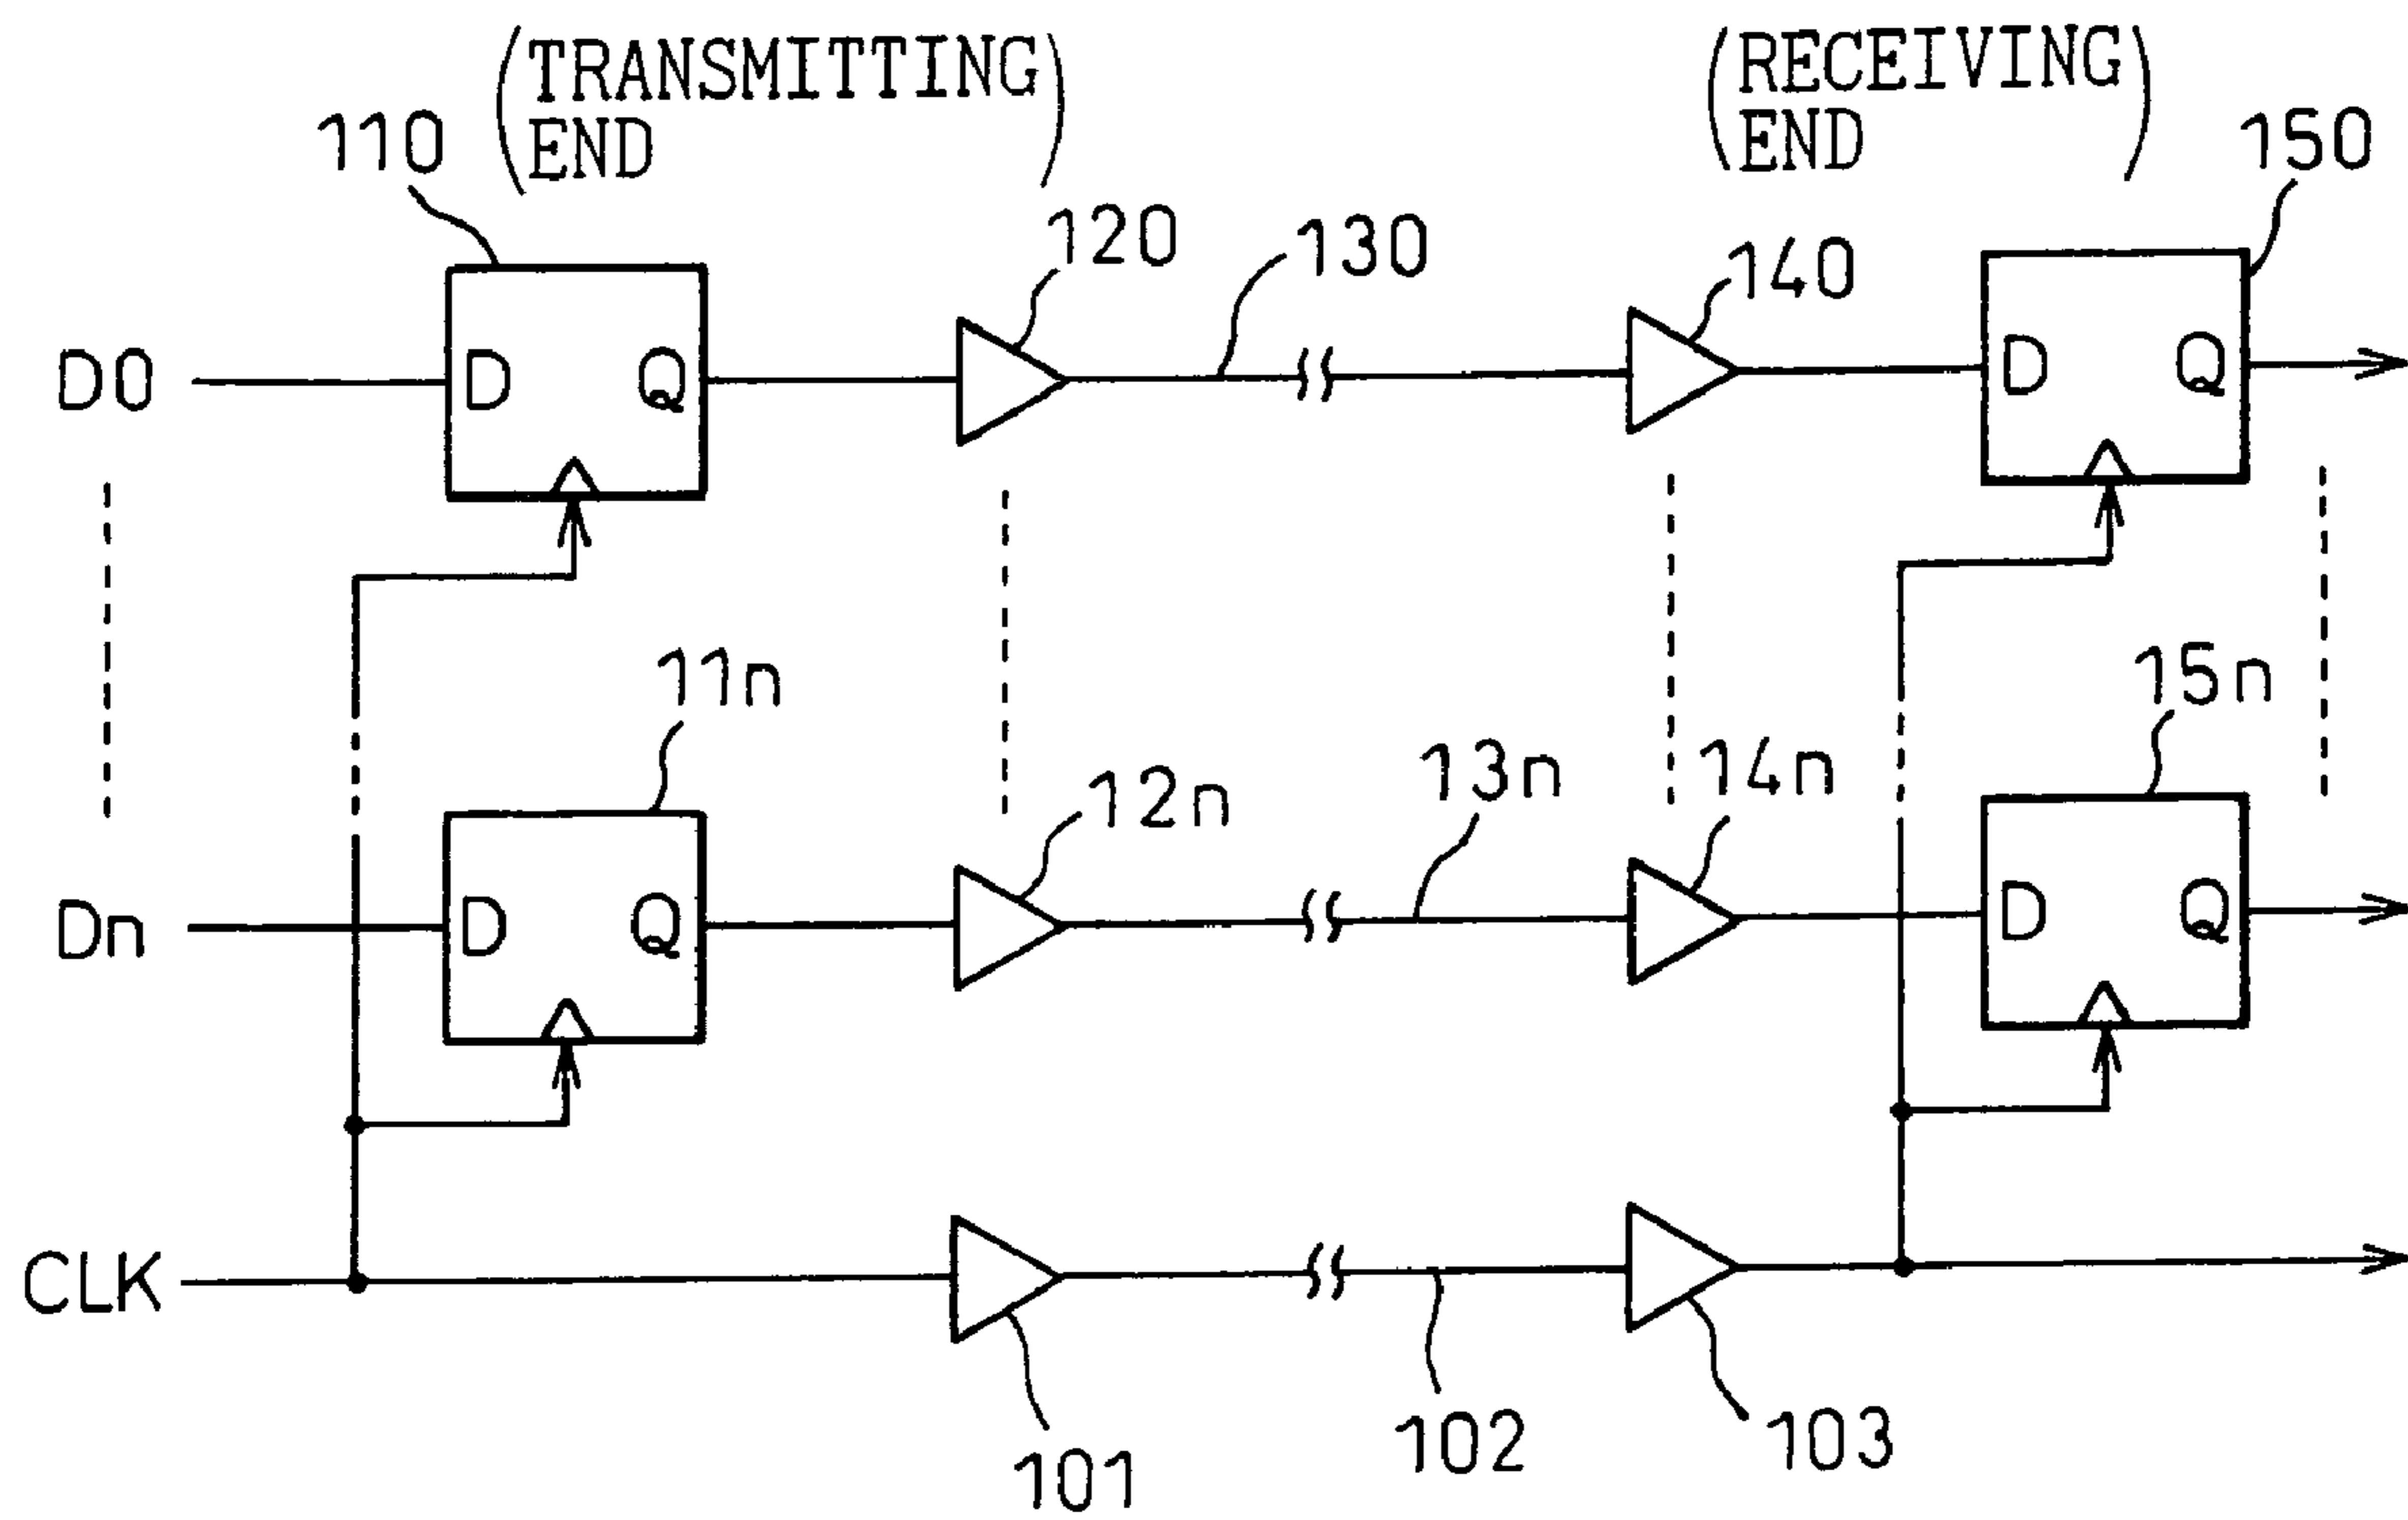 (TRANSMITTING
END)
(RECEIVING
END)
110
120
130
140
150
D0
D
Q
D
Q
11n
12n
13n
14n
15n
Dn
D
Q
D
Q
CLK
101
102
103